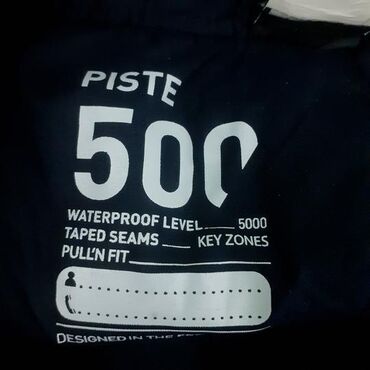 PISTE
500
WATERPROOF LEVEL 5000
TAPED SEAMS KEY ZONES
PULL'N FIT
DESIGNED IN THE